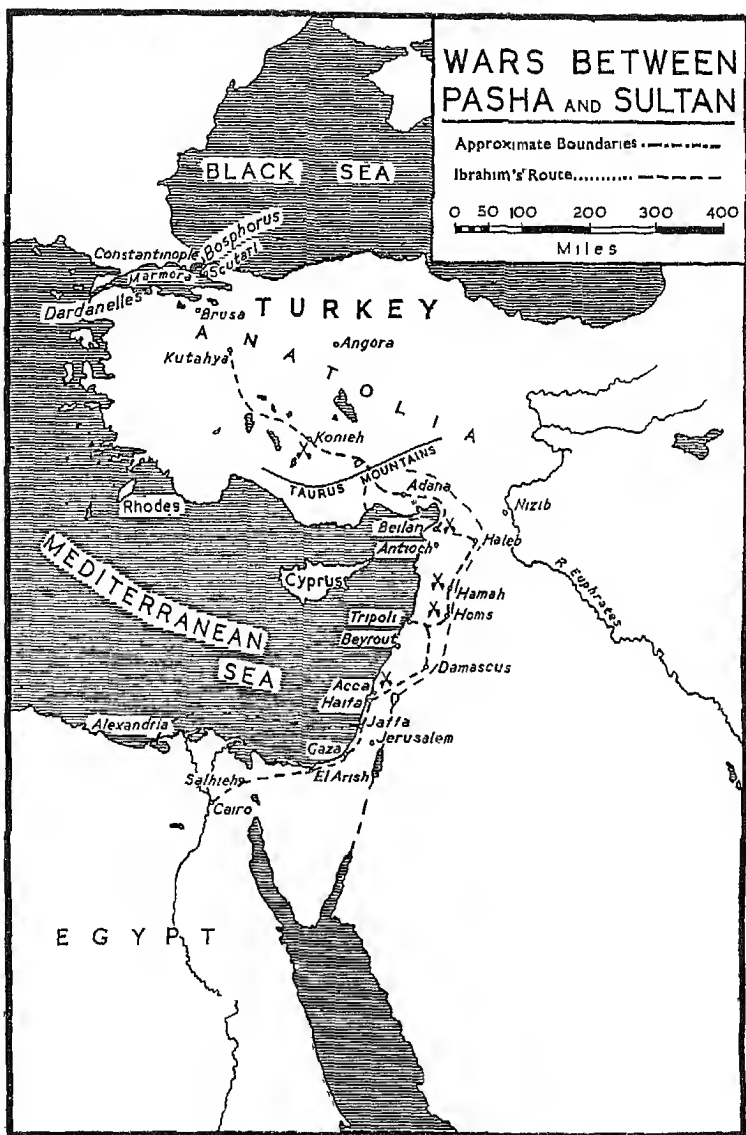 WARS BETWEEN
PASHA AND SULTAN
Approximate Boundaries
Ibrahim's Route
0 50 100 200 300 400
Miles
BLACK SEA
Constantinople
Bosphorus
Marmora
Scutari
Dardanelles
Brusa
TURKEY
ANATOLIA
Angora
Kutahya
Konieh
TAURUS MOUNTAINS
Adana
Nizib
Rhodes
Beilan
Haleb
Antioch
R. Euphrates
MEDITERRANEAN
SEA
Cyprus
Hamah
Tripoli
Homs
Beyrout
Damascus
Acca
Haifa
Jaffa
Alexandria
Gaza
Jerusalem
Salhieh
El Arish
Cairo
EGYPT